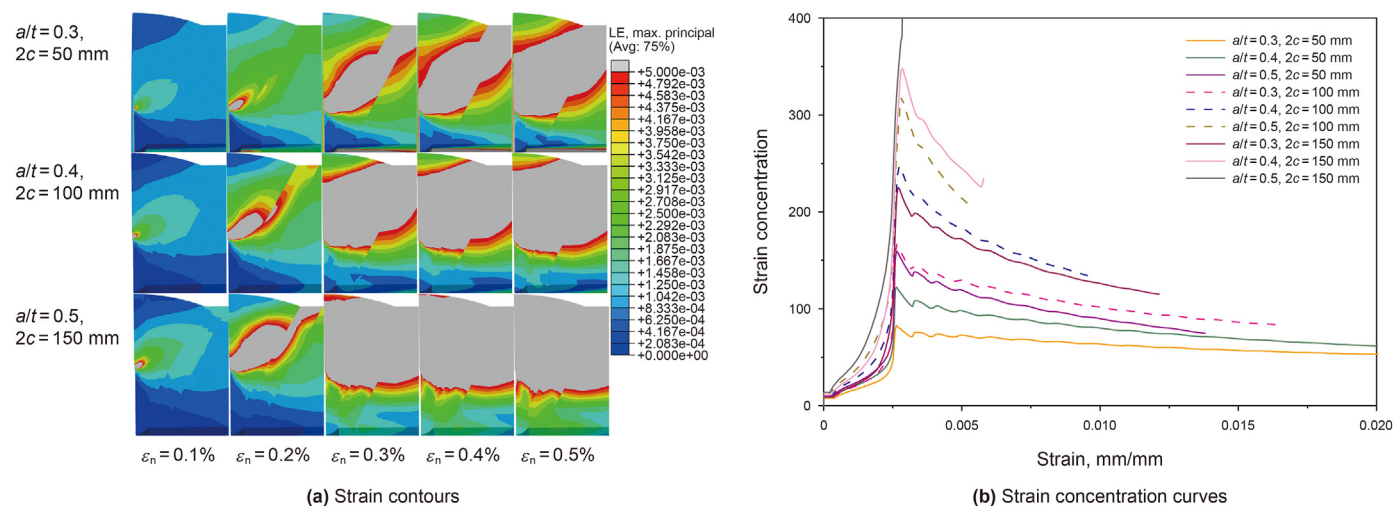 a/t=0.3,
2c=50 mm
a/t=0.4,
2c=100 mm
a/t=0.5,
2c=150 mm
LE, max. principal
(Avg: 75%)
+5.000e-03
+4.792e-03
+4.583e-03
+4.375e-03
+4.167e-03
+3.958e-03
+3.750e-03
+3.542e-03
+3.333e-03
+3.125e-03
+2.917e-03
+2.708e-03
+2.500e-03
+2.292e-03
+2.083e-03
+1.875e-03
+1.667e-03
+1.458e-03
+1.250e-03
+1.042e-03
+8.333e-04
+6.250e-04
+4.167e-04
+2.083e-04
+0.000e+00
εn=0.1%
εn=0.2%
εn=0.3%
εn=0.4%
εn=0.5%
(a) Strain contours
400
300
200
100
0
Strain concentration
a/t=0.3, 2c=50 mm
a/t=0.4, 2c=50 mm
a/t=0.5, 2c=50 mm
a/t=0.3, 2c=100 mm
a/t=0.4, 2c=100 mm
a/t=0.5, 2c=100 mm
a/t=0.3, 2c=150 mm
a/t=0.4, 2c=150 mm
a/t=0.5, 2c=150 mm
0 0.005 0.010 0.015 0.020
Strain, mm/mm
(b) Strain concentration curves